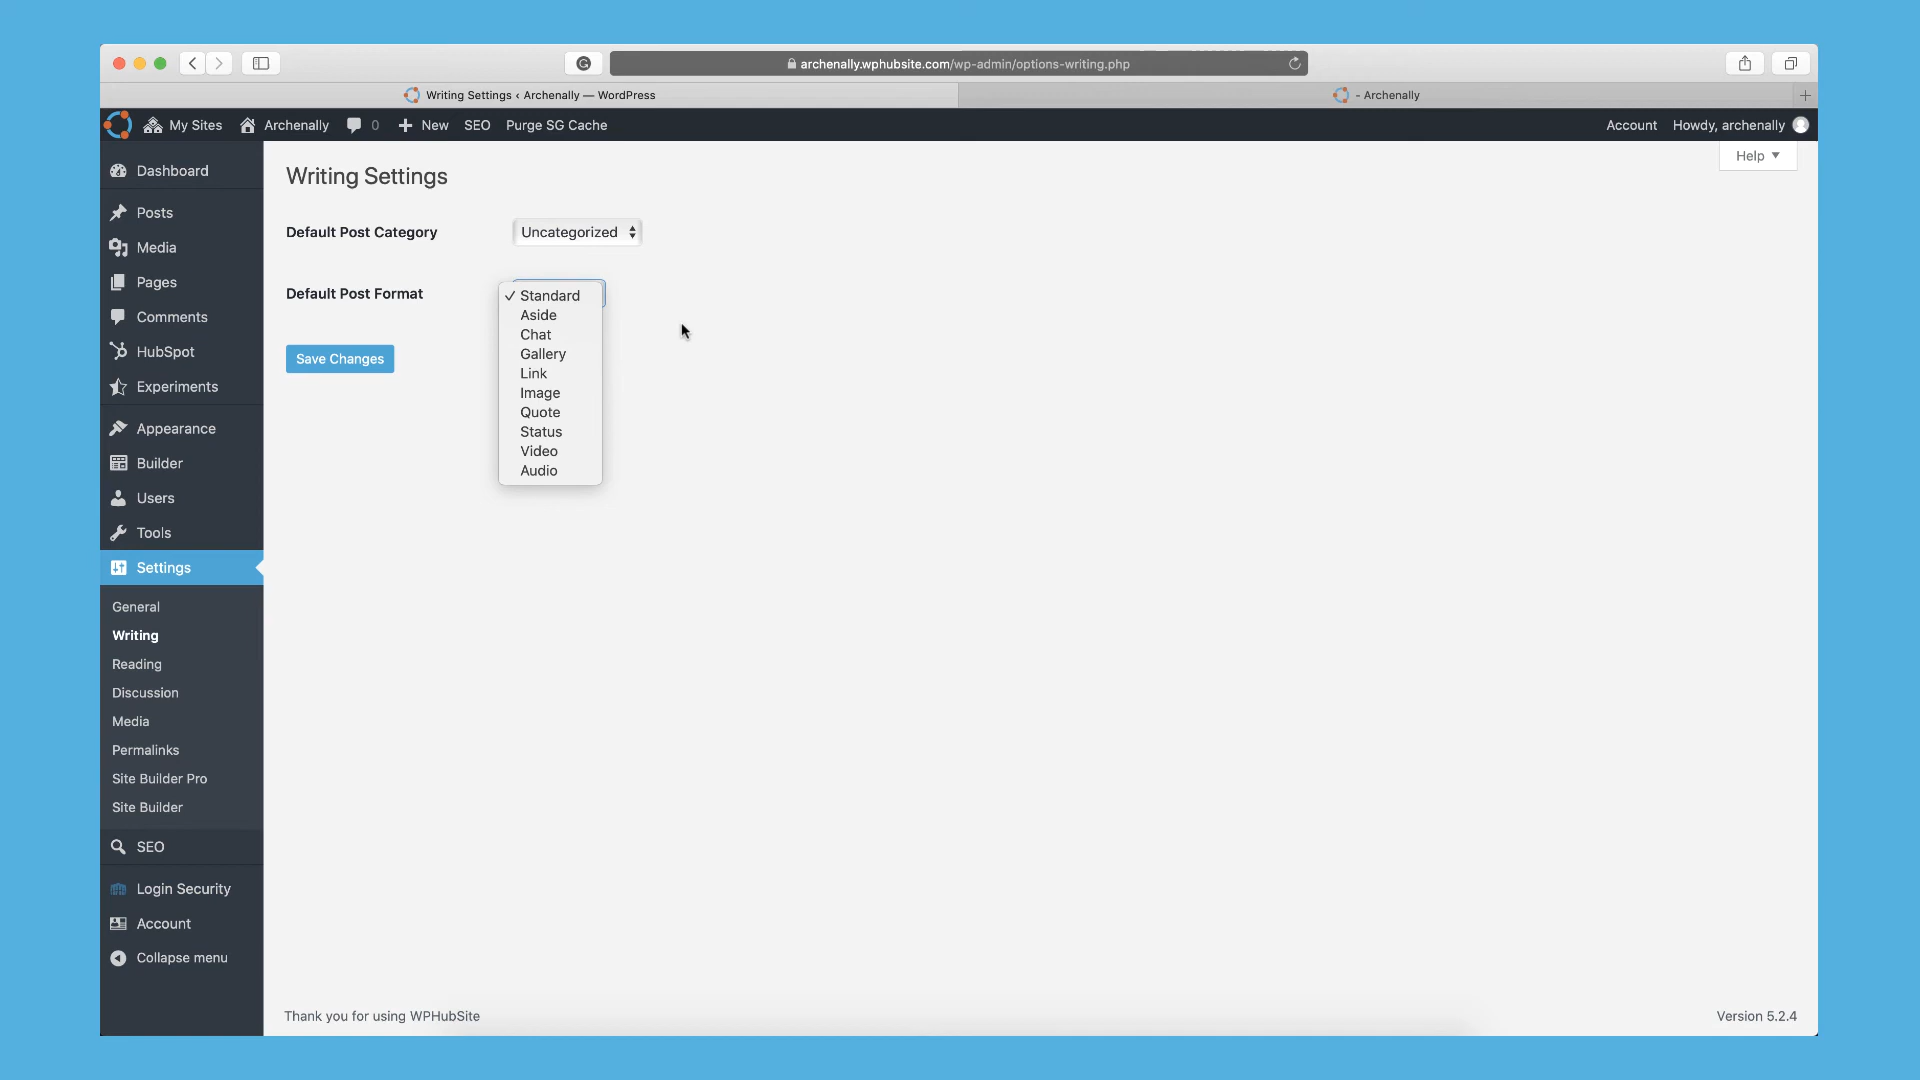 archenally.wphubsite.com/wp-admin/options-writing.php
Writing Settings ‹ Archenally — WordPress
- Archenally
My Sites
Archenally
0
New
SEO
Purge SG Cache
Account
Howdy, archenally
Help
Dashboard
Posts
Media
Pages
Comments
HubSpot
Experiments
Appearance
Builder
Users
Tools
Settings
General
Writing
Reading
Discussion
Media
Permalinks
Site Builder Pro
Site Builder
SEO
Login Security
Account
Collapse menu
Writing Settings
Default Post Category
Uncategorized
Default Post Format
✓ Standard
Aside
Chat
Gallery
Link
Image
Quote
Status
Video
Audio
Save Changes
Thank you for using WPHubSite
Version 5.2.4